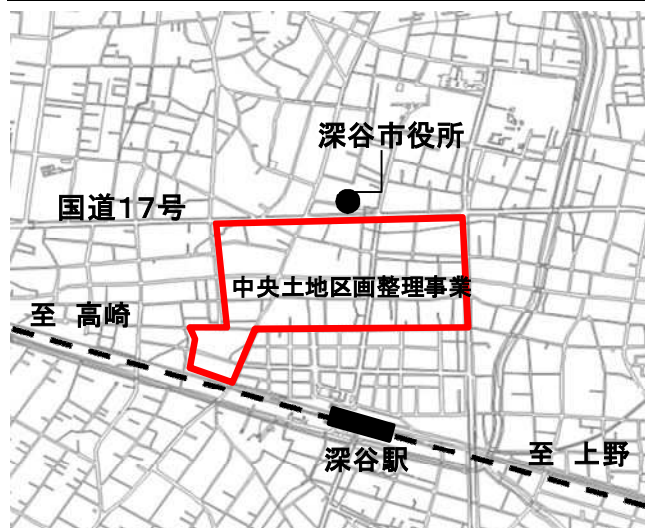 深谷市役所
国道17号
中央土地区画整理事業
至 高崎
深谷駅
至 上野